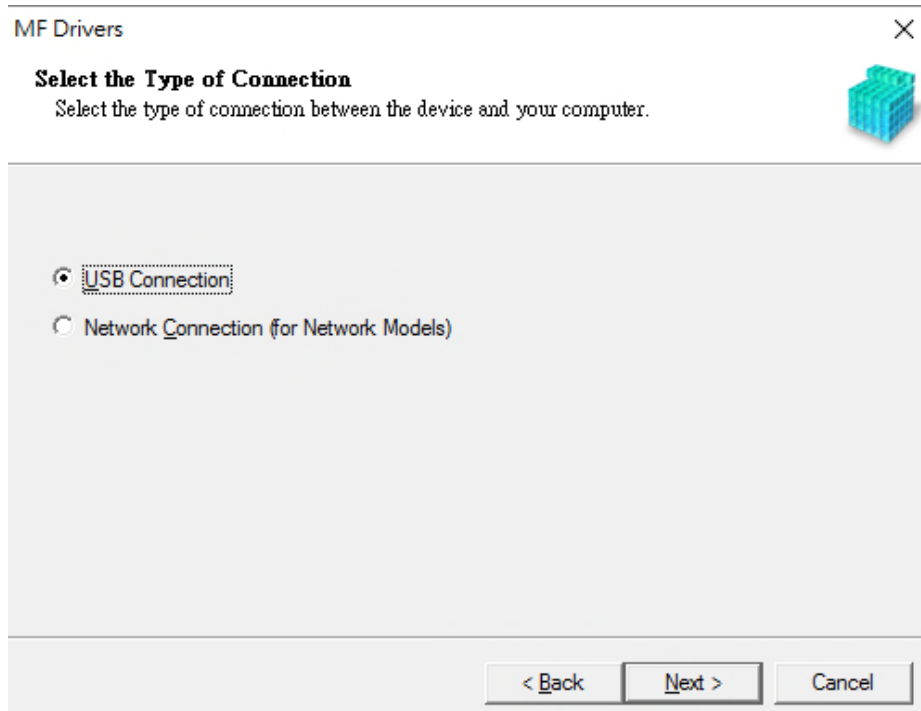 MF Drivers
Select the Type of Connection
Select the type of connection between the device and your computer.
USB Connection
Network Connection (for Network Models)
< Back Next > Cancel